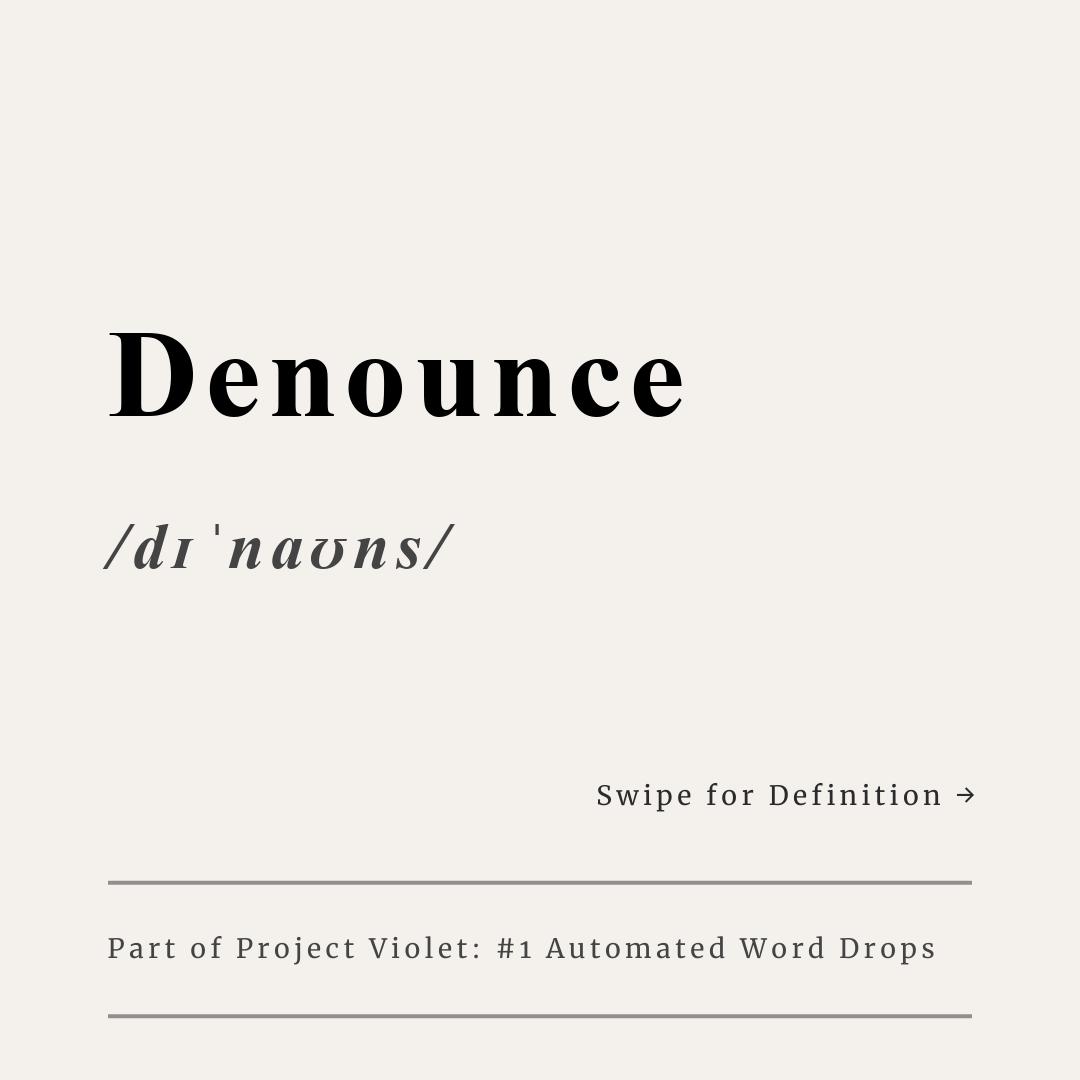 Denounce
/dɪˈnaʊns/
Swipe for Definition →
Part of Project Violet: #1 Automated Word Drops